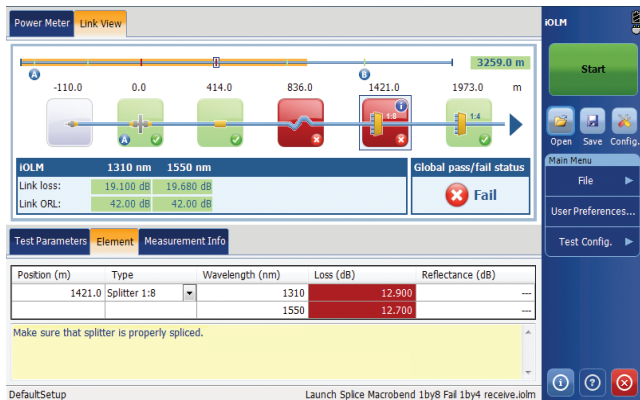 Power Meter Link View iOLM
3259.0 m
A B
-110.0 0.0 414.0 836.0 1421.0 1973.0 m
1:8 1:4
A
iOLM 1310 nm 1550 nm Global pass/fail status
Link loss: 19.100 dB 19.680 dB
Link ORL: 42.00 dB 42.00 dB
Fail
Test Parameters Element Measurement Info
Position (m) Type Wavelength (nm) Loss (dB) Reflectance (dB)
1421.0 Splitter 1:8 1310 12.900 ---
1550 12.700 ---
Make sure that splitter is properly spliced.
DefaultSetup Launch Splice Macrobend 1by8 Fail 1by4 receive.iolm
Start
Open Save Config.
Main Menu
File
User Preferences...
Test Config.